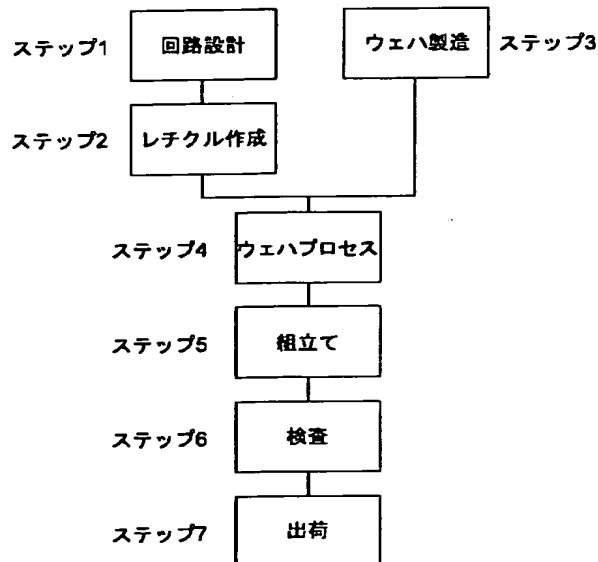 ステップ1
回路設計
ウェハ製造
ステップ3
ステップ2
レチクル作成
ステップ4
ウェハプロセス
ステップ5
組立て
ステップ6
検査
ステップ7
出荷